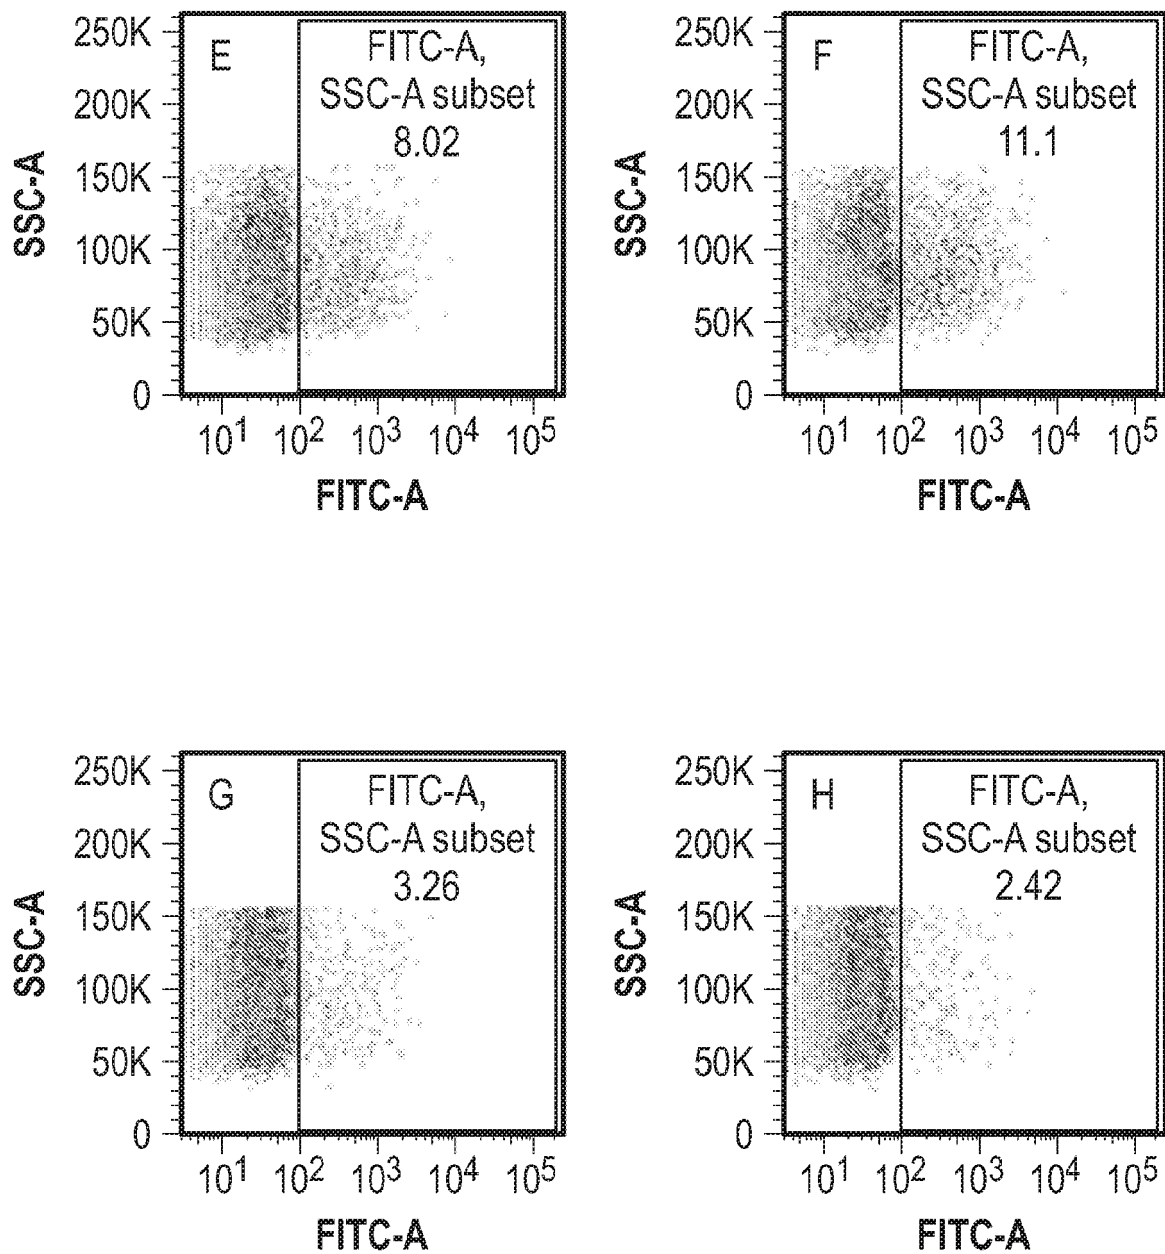 E
FITC-A,
SSC-A subset
8.02
250K
200K
150K
100K
50K
0
SSC-A
10¹ 10² 10³ 10⁴ 10⁵
FITC-A
F
FITC-A,
SSC-A subset
11.1
250K
200K
150K
100K
50K
0
SSC-A
10¹ 10² 10³ 10⁴ 10⁵
FITC-A
G
FITC-A,
SSC-A subset
3.26
250K
200K
150K
100K
50K
0
SSC-A
10¹ 10² 10³ 10⁴ 10⁵
FITC-A
H
FITC-A,
SSC-A subset
2.42
250K
200K
150K
100K
50K
0
SSC-A
10¹ 10² 10³ 10⁴ 10⁵
FITC-A